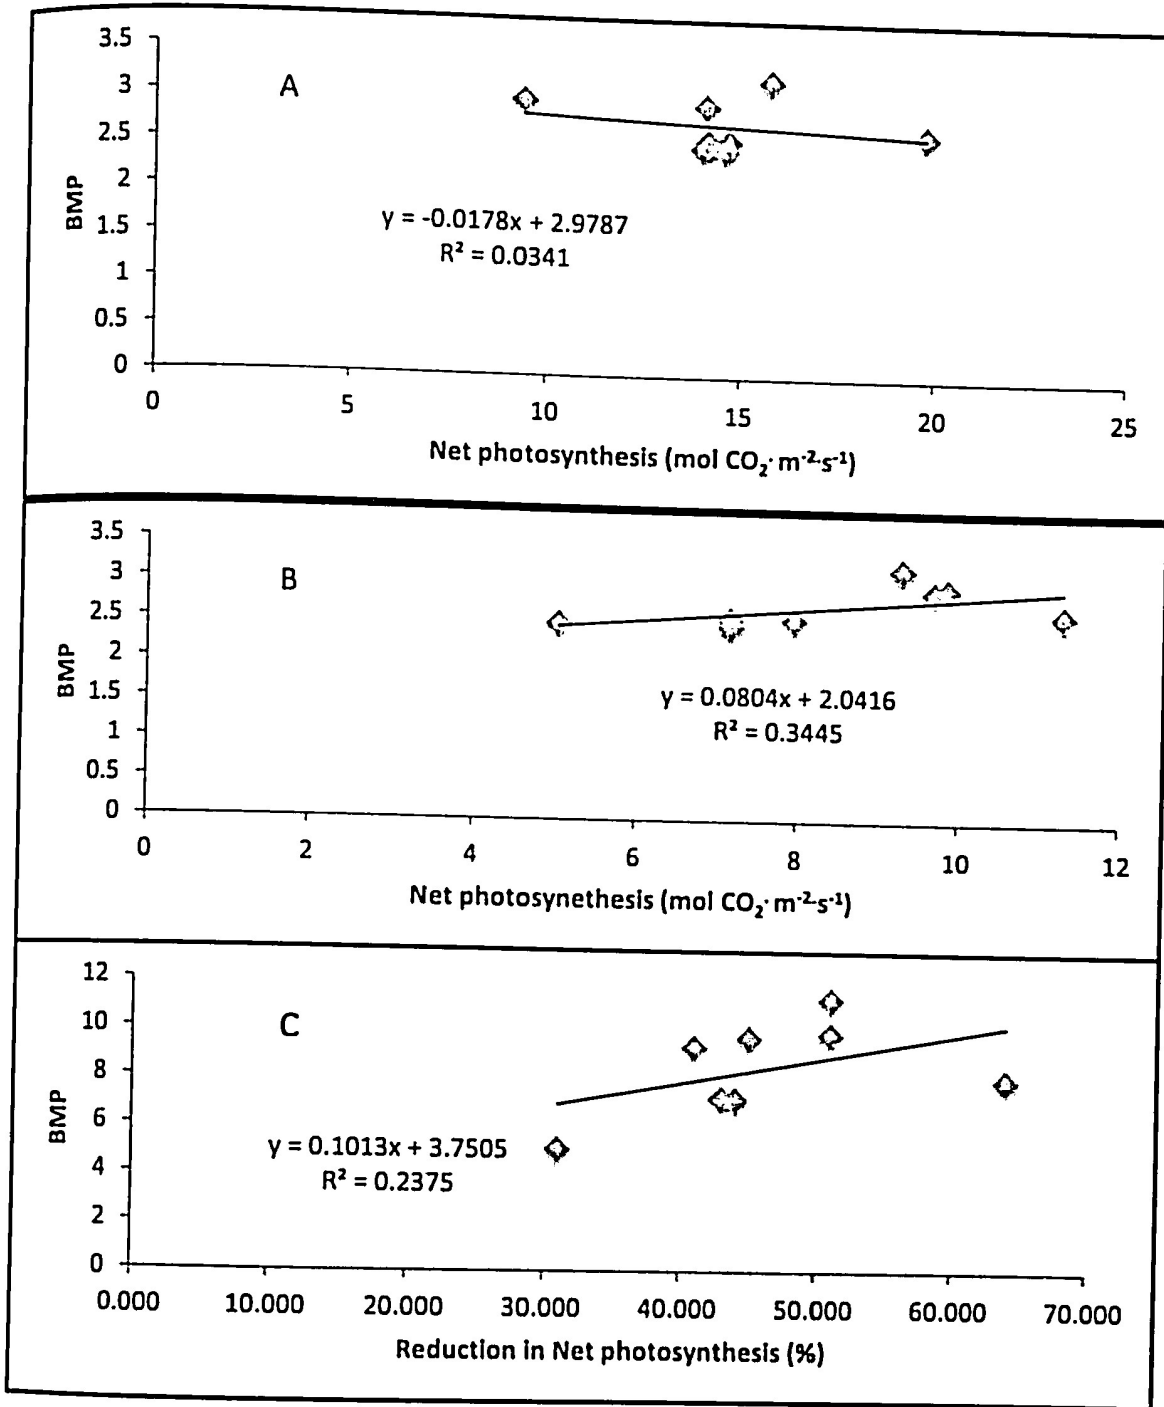 3.5
A
3
2.5
2
BMP
1.5
y = -0.0178x + 2.9787
R² = 0.0341
1
0.5
0
0 5 10 15 20 25
Net photosynthesis (mol CO₂· m⁻²·s⁻¹)
3.5
B
3
2.5
2
BMP
1.5
y = 0.0804x + 2.0416
R² = 0.3445
1
0.5
0
0 2 4 6 8 10 12
Net photosynethesis (mol CO₂· m⁻²·s⁻¹)
12
C
10
8
BMP
6
y = 0.1013x + 3.7505
R² = 0.2375
4
2
0
0.000 10.000 20.000 30.000 40.000 50.000 60.000 70.000
Reduction in Net photosynthesis (%)